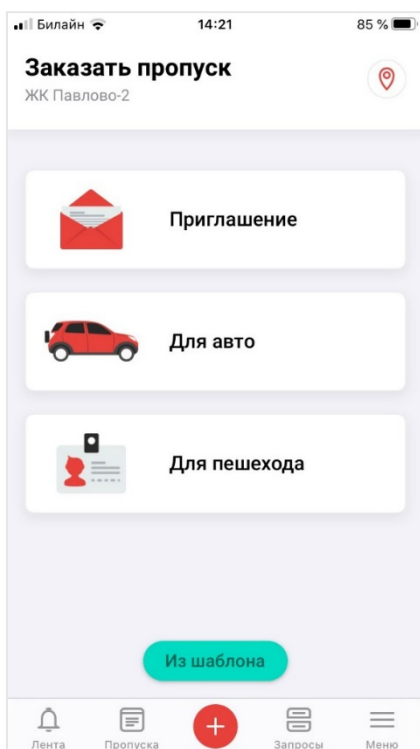 Билайн 14:21 85 %
Заказать пропуск
ЖК Павлово-2
Приглашение
Для авто
Для пешехода
Из шаблона
Лента Пропуска Запросы Меню